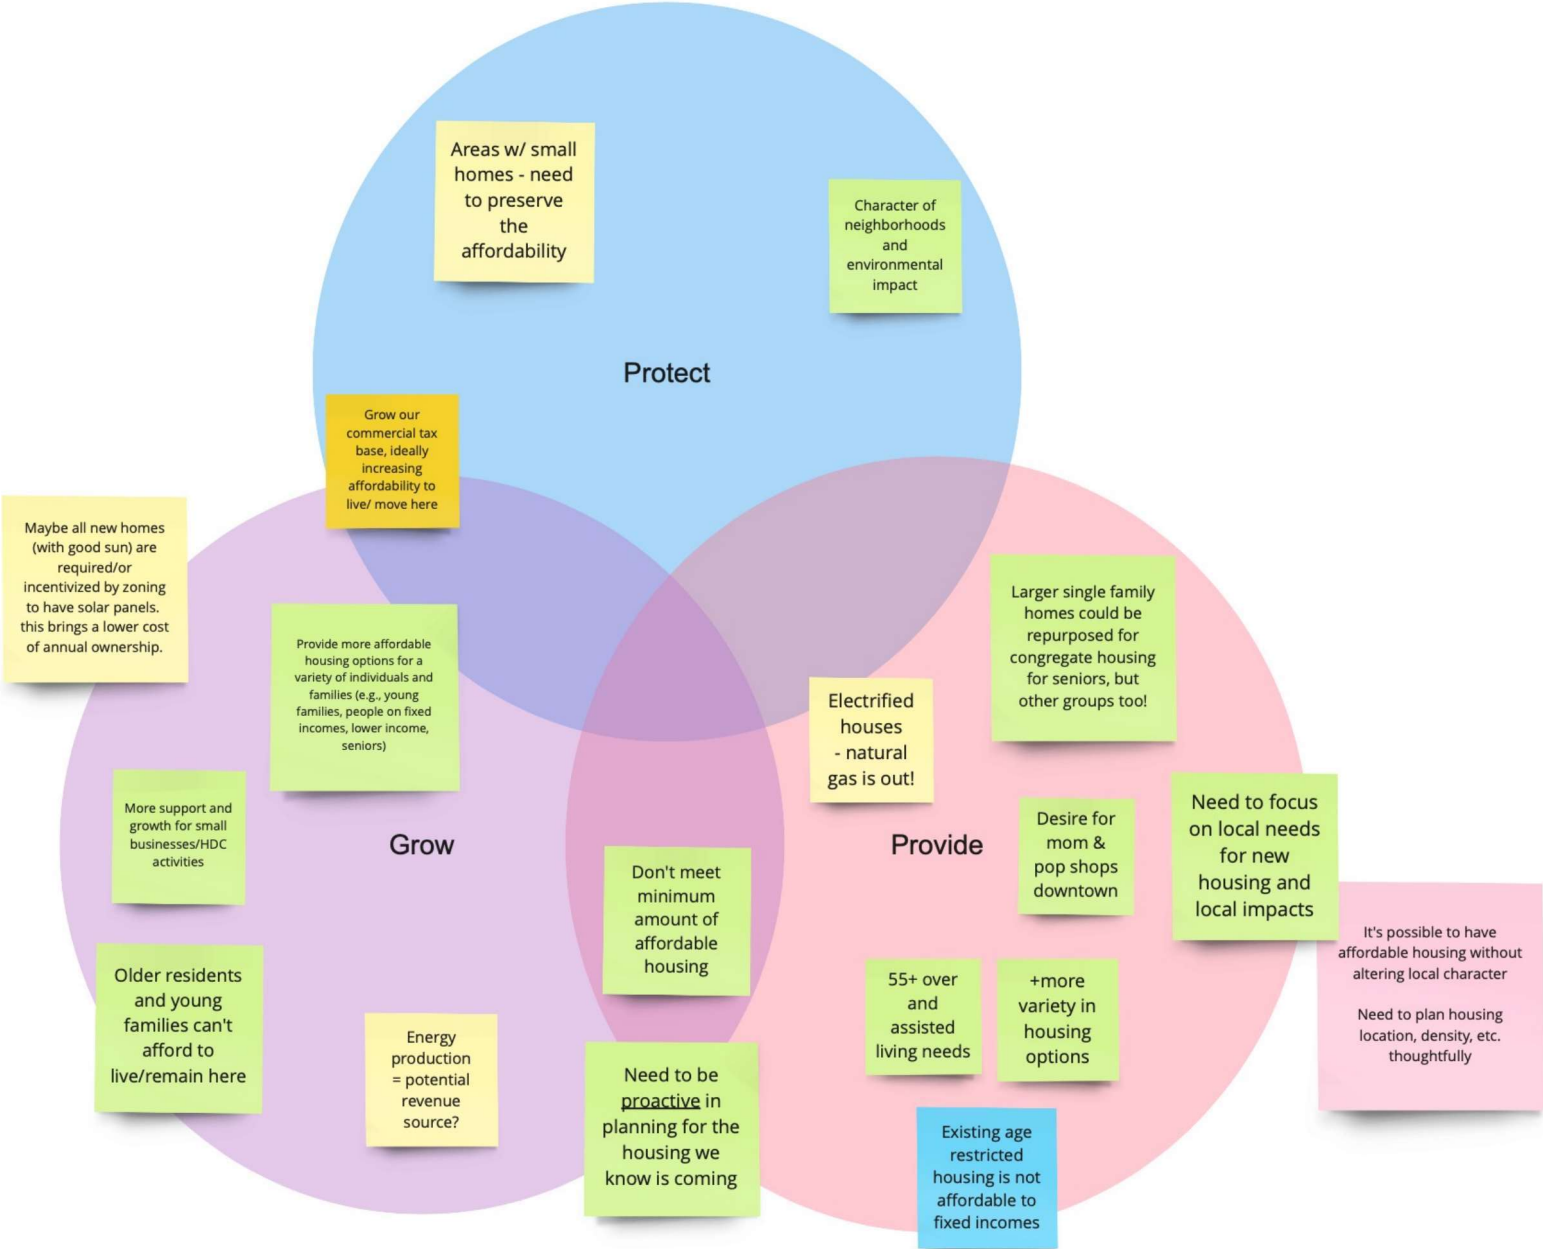 Areas w/ small
homes - need
to preserve
the
affordability
Character of
neighborhoods
and
environmental
impact
Protect
Grow our
commercial tax
base, ideally
increasing
affordability to
live/ move here
Maybe all new homes
(with good sun) are
required/or
incentivized by zoning
to have solar panels.
this brings a lower cost
of annual ownership.
Provide more affordable
housing options for a
variety of individuals and
families (e.g., young
families, people on fixed
incomes, lower income,
seniors)
Larger single family
homes could be
repurposed for
congregate housing
for seniors, but
other groups too!
Electrified
houses
- natural
gas is out!
More support and
growth for small
businesses/HDC
activities
Grow
Provide
Desire for
mom &
pop shops
downtown
Need to focus
on local needs
for new
housing and
local impacts
Don't meet
minimum
amount of
affordable
housing
It's possible to have
affordable housing without
altering local character
Need to plan housing
location, density, etc.
thoughtfully
Older residents
and young
families can't
afford to
live/remain here
55+ over
and
assisted
living needs
+more
variety in
housing
options
Energy
production
= potential
revenue
source?
Need to be
proactive in
planning for the
housing we
know is coming
Existing age
restricted
housing is not
affordable to
fixed incomes